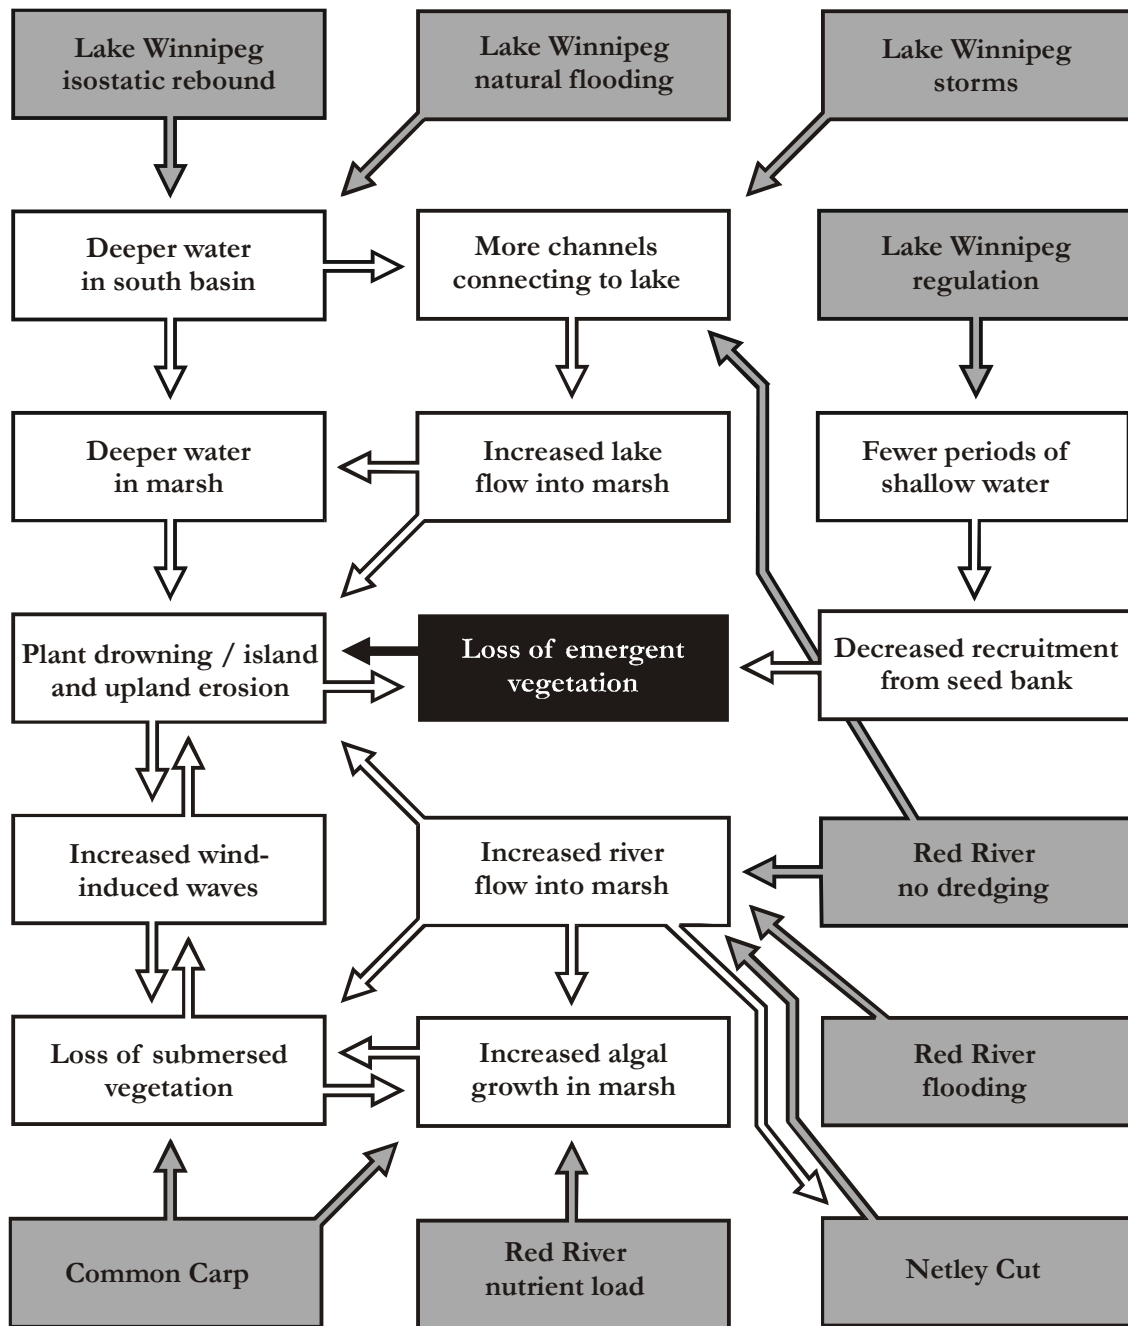 Lake Winnipeg
isostatic rebound
Lake Winnipeg
natural flooding
Lake Winnipeg
storms
Deeper water
in south basin
More channels
connecting to lake
Lake Winnipeg
regulation
Deeper water
in marsh
Increased lake
flow into marsh
Fewer periods of
shallow water
Plant drowning / island
and upland erosion
Loss of emergent
vegetation
Decreased recruitment
from seed bank
Increased wind-
induced waves
Increased river
flow into marsh
Red River
no dredging
Loss of submersed
vegetation
Increased algal
growth in marsh
Red River
flooding
Common Carp
Red River
nutrient load
Netley Cut